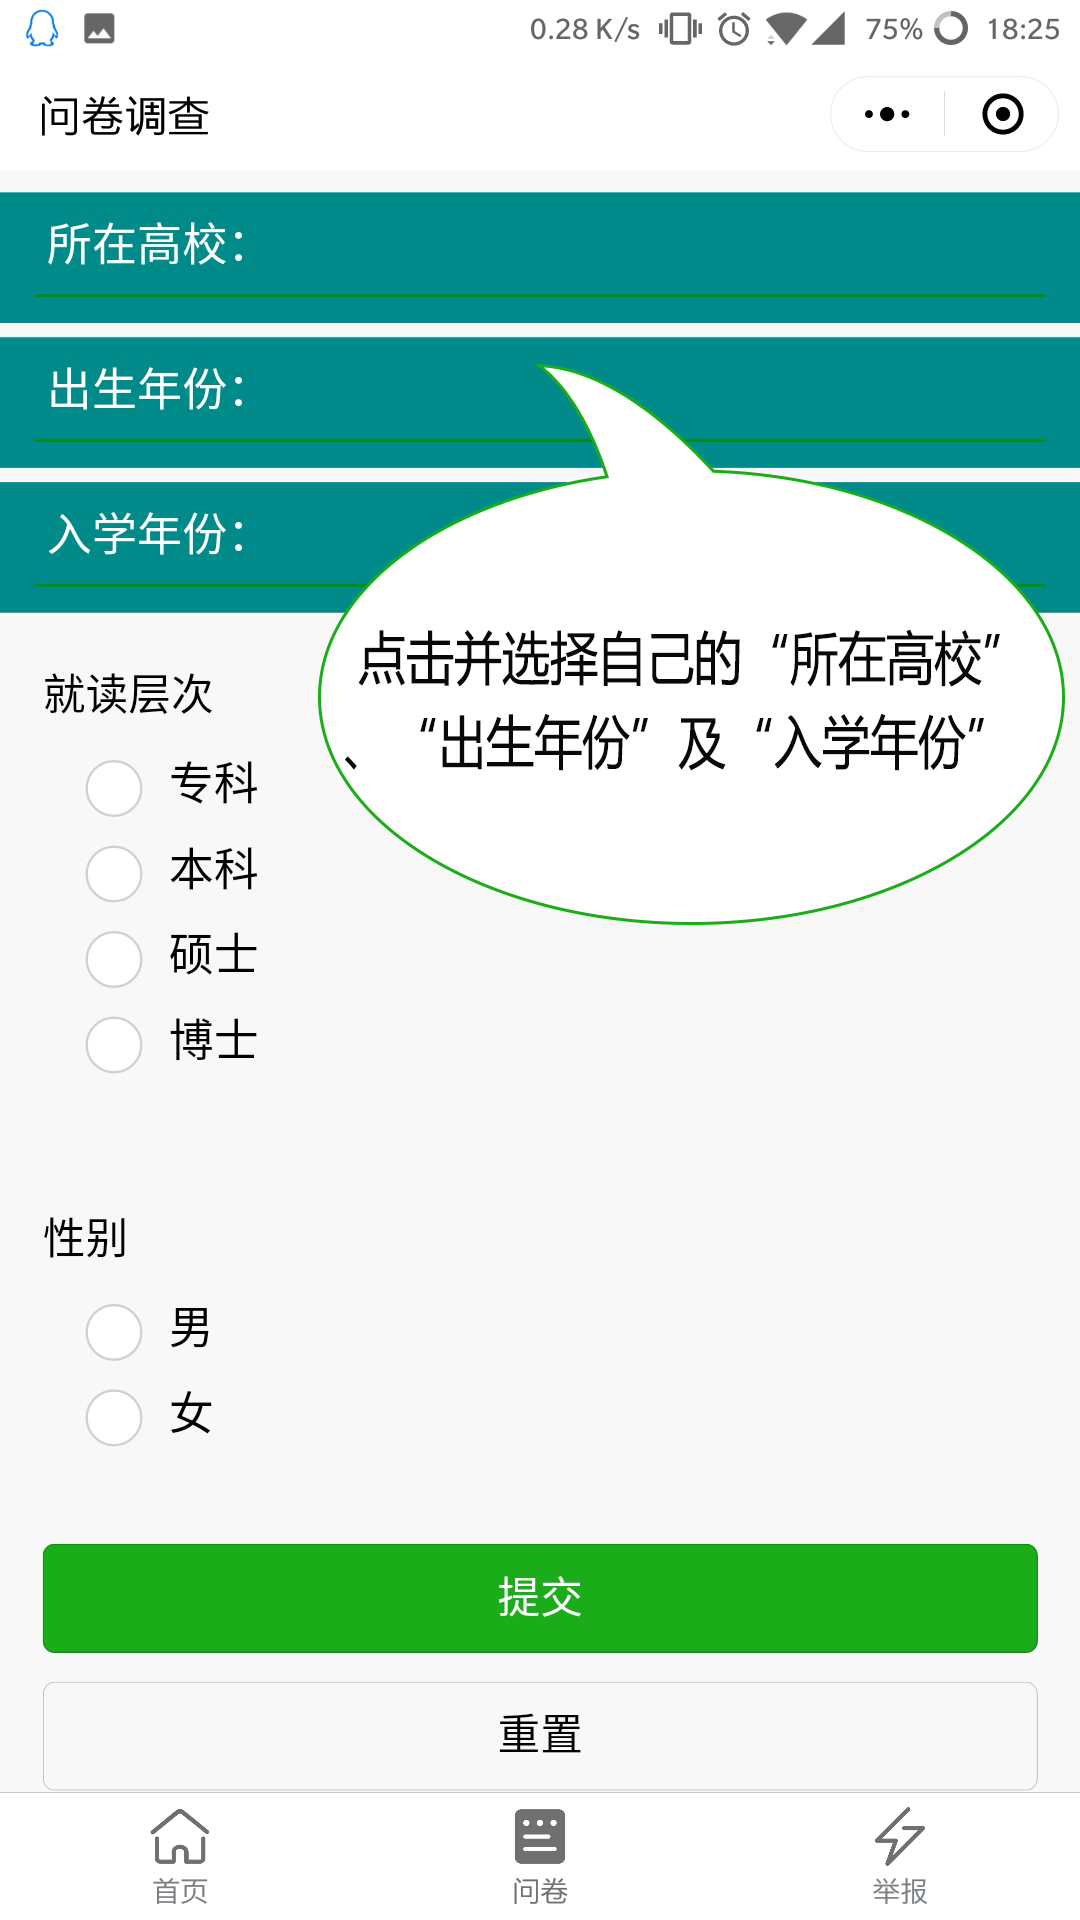 0.28 K/s 75% 18:25
问卷调查
所在高校：
出生年份：
入学年份：
点击并选择自己的“所在高校”
、 “出生年份”及“入学年份”
就读层次
专科
本科
硕士
博士
性别
男
女
提交
重置
首页 问卷 举报